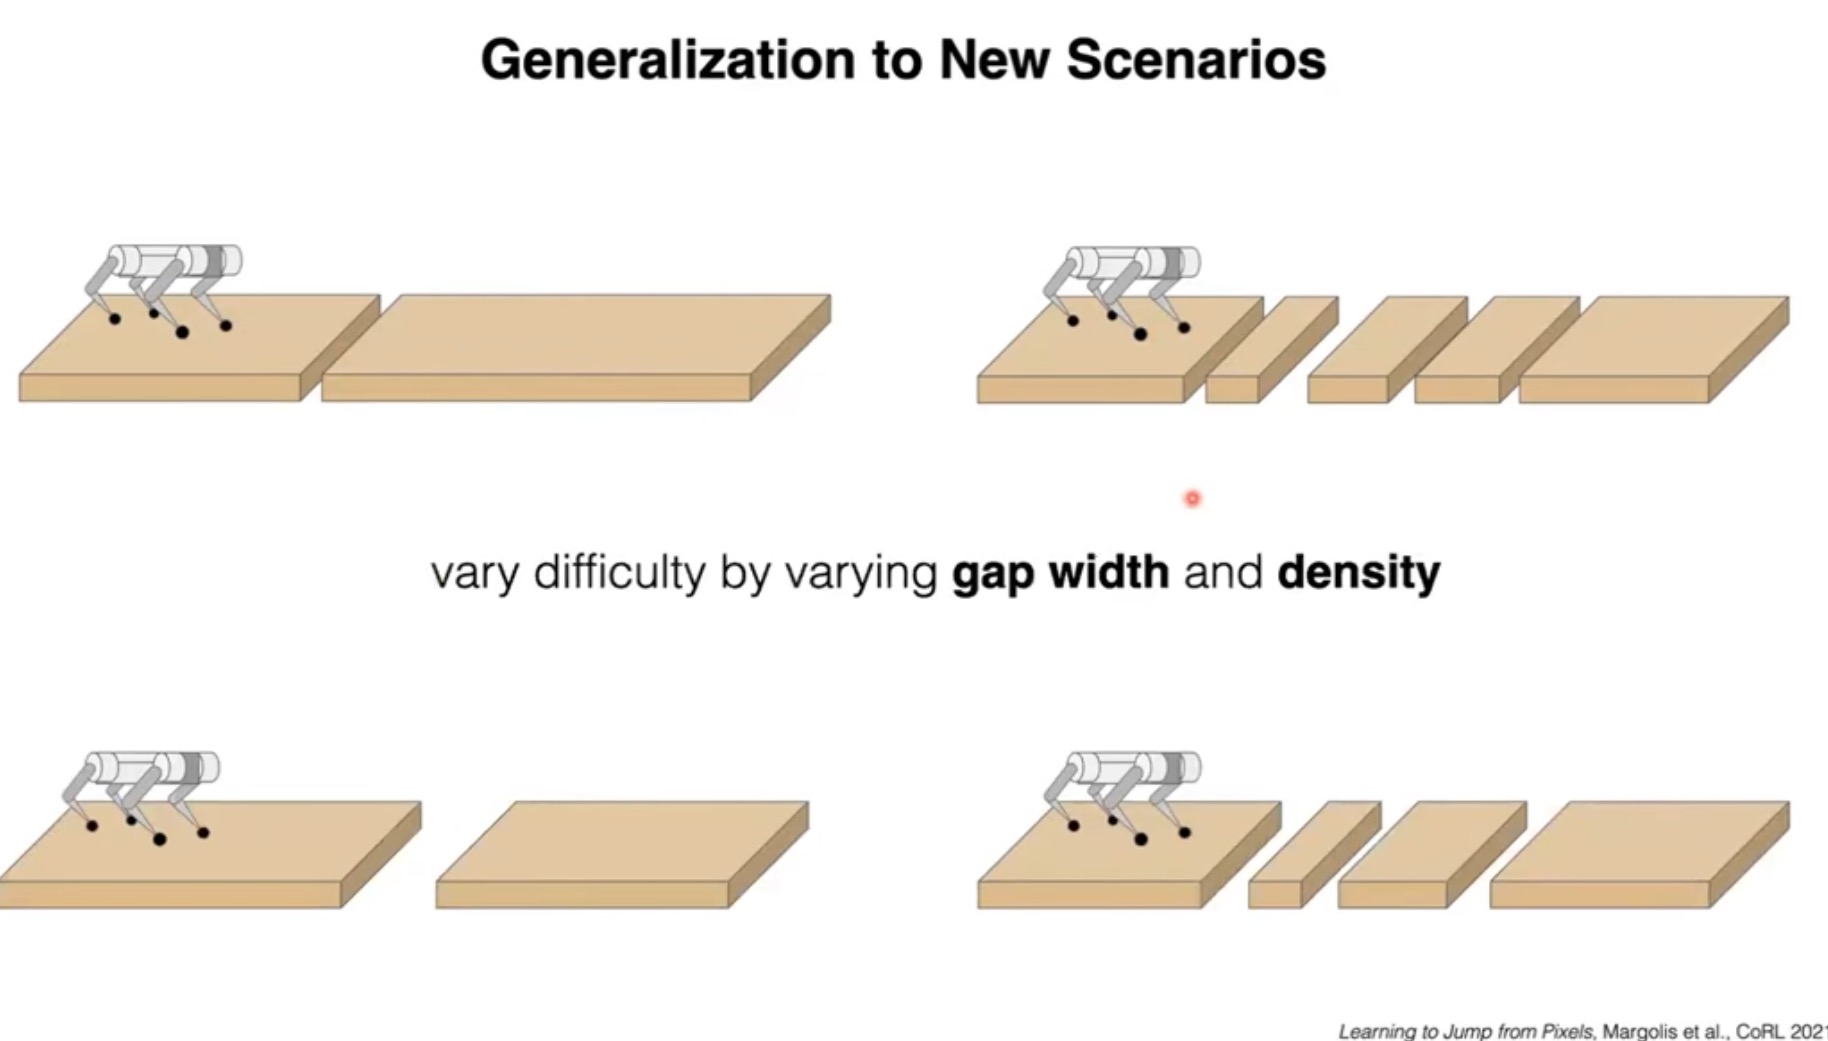 Generalization to New Scenarios
vary difficulty by varying gap width and density
Learning to Jump from Pixels, Margolis et al., CoRL 2021